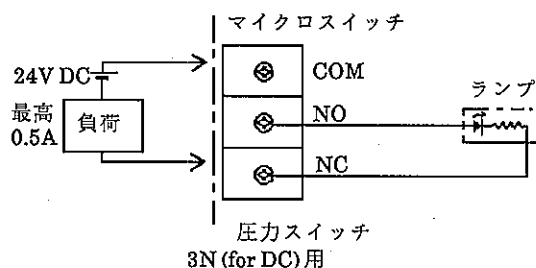 マイクロスイッチ
24V DC
最高
0.5A
負荷
COM
NO
NC
ランプ
圧力スイッチ
3N (for DC) 用